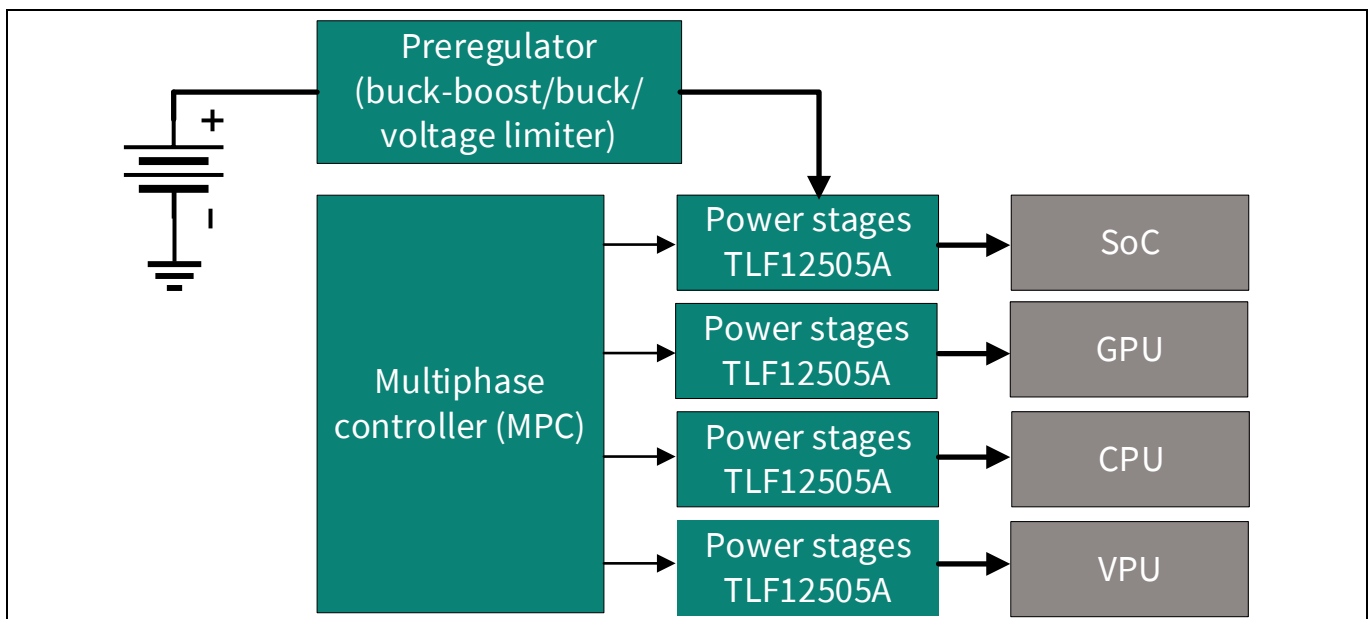 Preregulator
(buck-boost/buck/
voltage limiter)
+
–
Multiphase
controller (MPC)
Power stages
TLF12505A
SoC
Power stages
TLF12505A
GPU
Power stages
TLF12505A
CPU
Power stages
TLF12505A
VPU